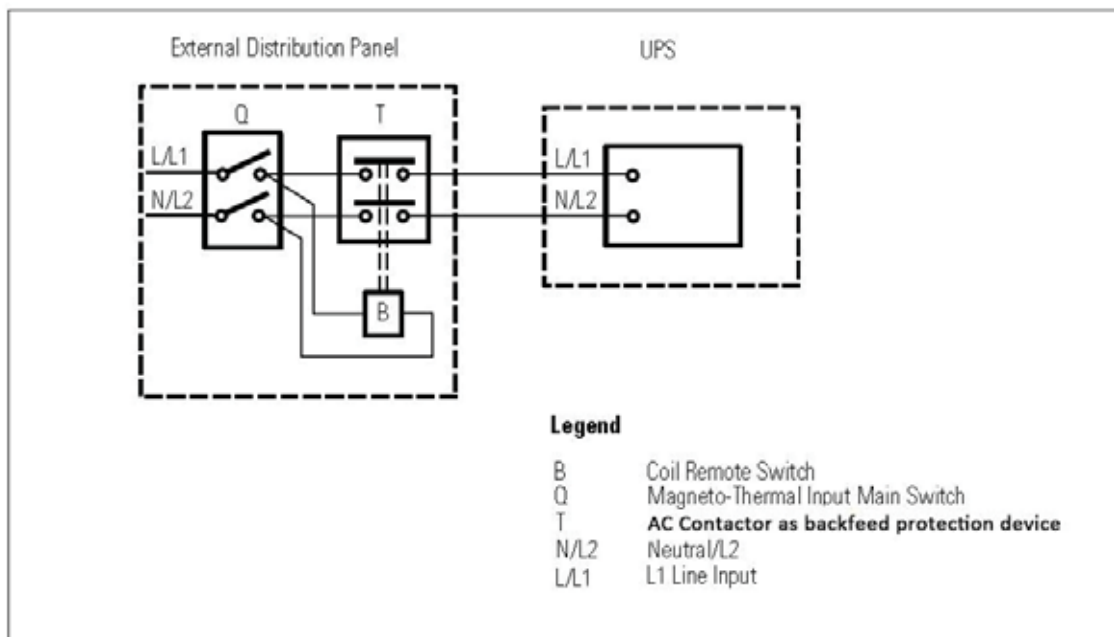 External Distribution Panel
UPS
Q
T
L/L1
N/L2
L/L1
N/L2
B
Legend
B Coil Remote Switch
Q Magneto-Thermal Input Main Switch
T AC Contactor as backfeed protection device
N/L2 Neutral/L2
L/L1 L1 Line Input